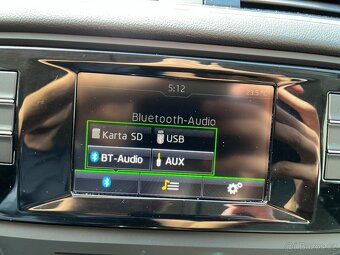 5:12
Bluetooth-Audio
Karta SD
USB
BT-Audio
AUX